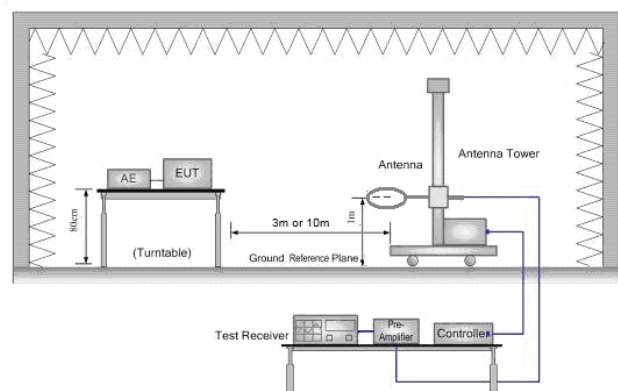 AE
EUT
Antenna
Antenna Tower
80cm
3m or 10m
1m
(Turntable)
Ground Reference Plane
Test Receiver
Pre-
Amplifier
Controller